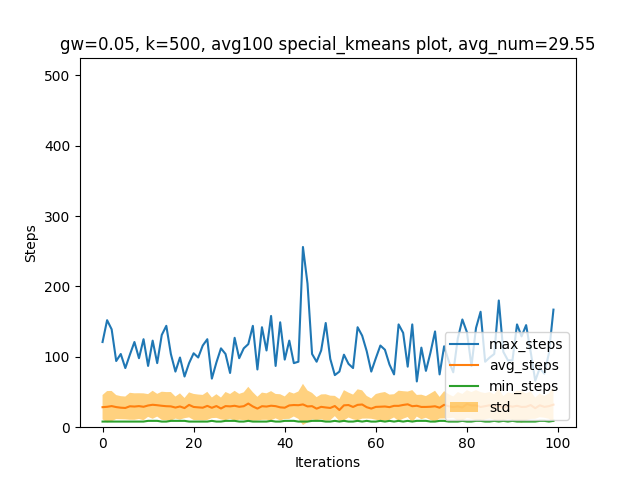 gw=0.05, k=500, avg100 special_kmeans plot, avg_num=29.55
500
400
300
200
100
0
Steps
0 20 40 60 80 100
Iterations
max_steps
avg_steps
min_steps
std